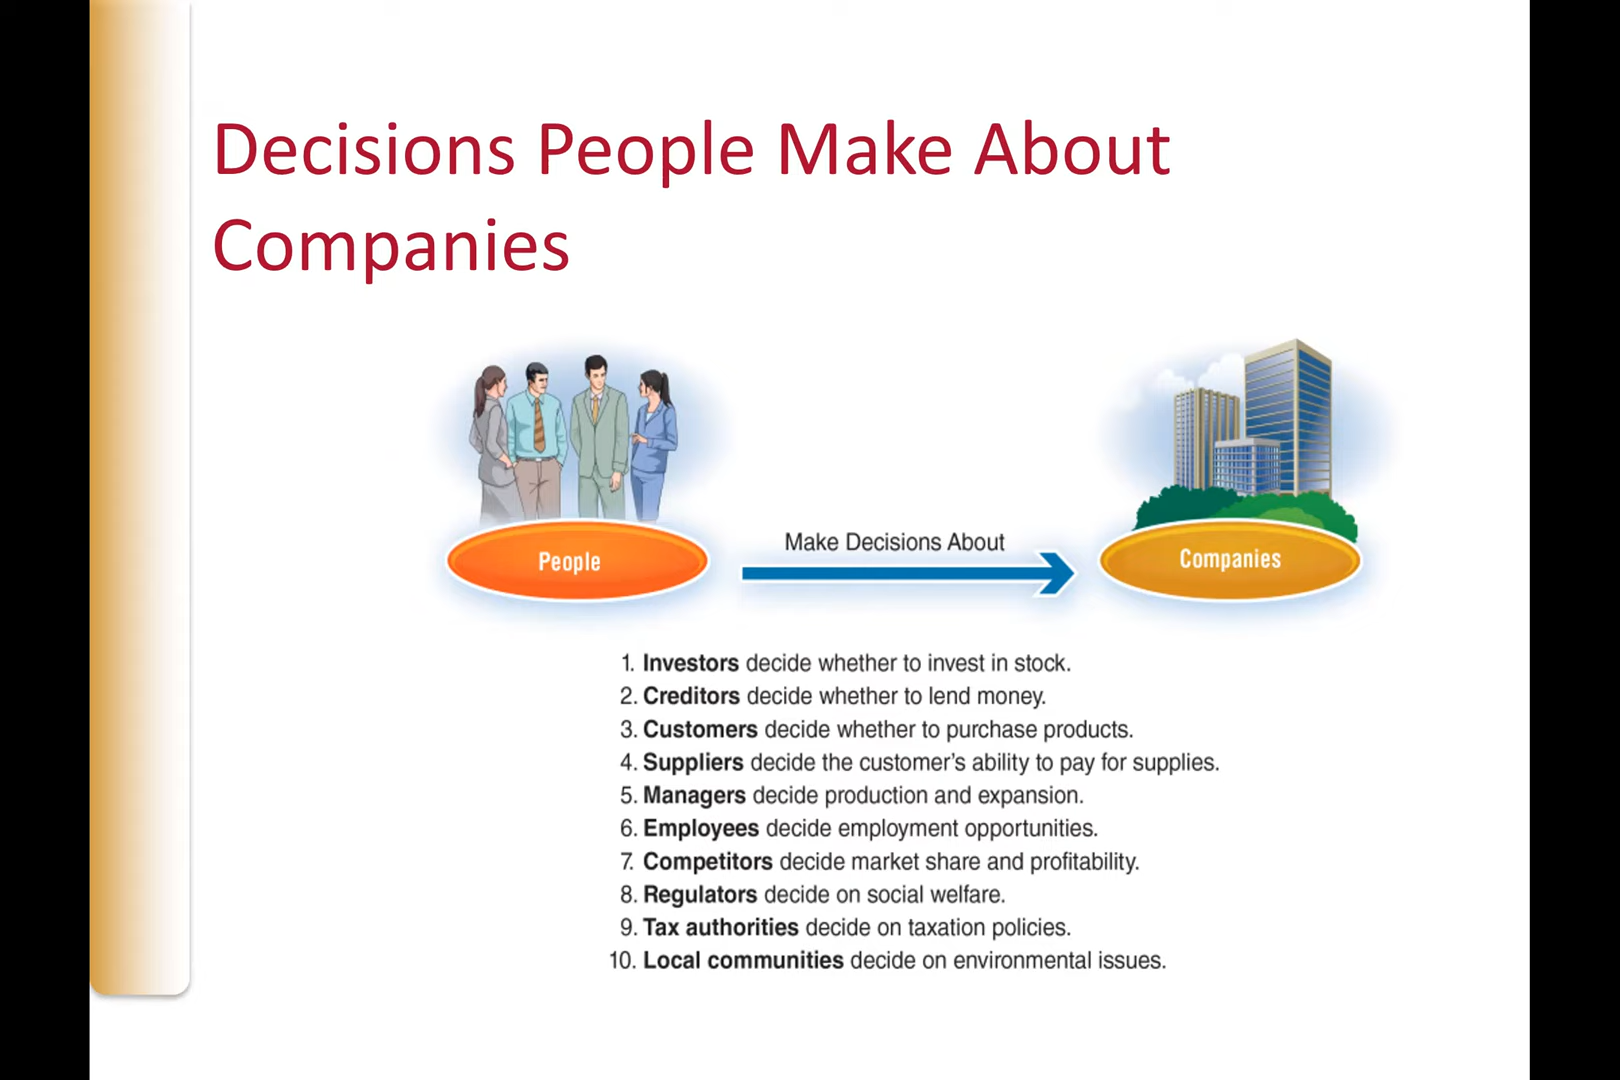 Decisions People Make About
Companies
People
Make Decisions About
Companies
1. Investors decide whether to invest in stock.
2. Creditors decide whether to lend money.
3. Customers decide whether to purchase products.
4. Suppliers decide the customer's ability to pay for supplies.
5. Managers decide production and expansion.
6. Employees decide employment opportunities.
7. Competitors decide market share and profitability.
8. Regulators decide on social welfare.
9. Tax authorities decide on taxation policies.
10. Local communities decide on environmental issues.